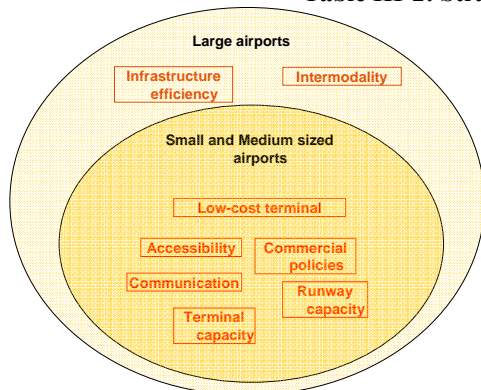 Large airports
Infrastructure
efficiency
Intermodality
Small and Medium sized
airports
Low-cost terminal
Accessibility
Commercial
policies
Communication
Runway
capacity
Terminal
capacity